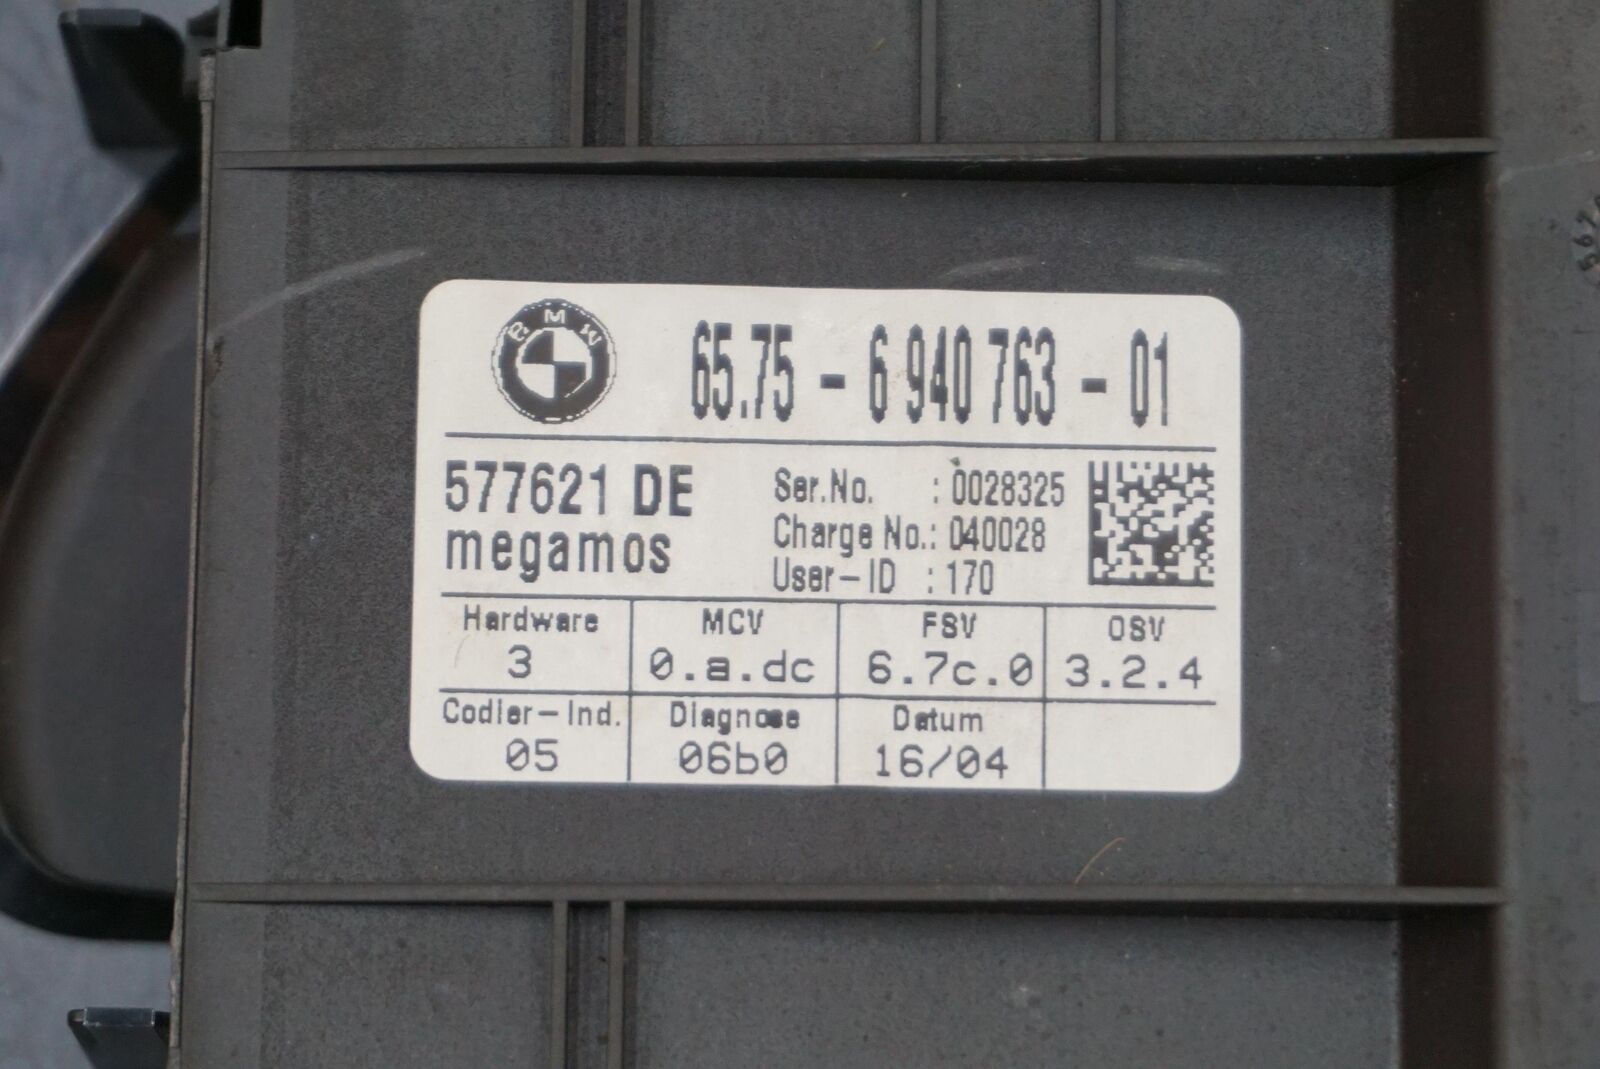 BMW
65.75 - 6 940 763 - 01
577621 DE
megamos
Ser.No. : 0028325
Charge No.: 040028
User-ID : 170
Hardware MCV FSV OSV
3 0.a.dc 6.7c.0 3.2.4
Codier-Ind. Diagnose Datum
05 06b0 16/04